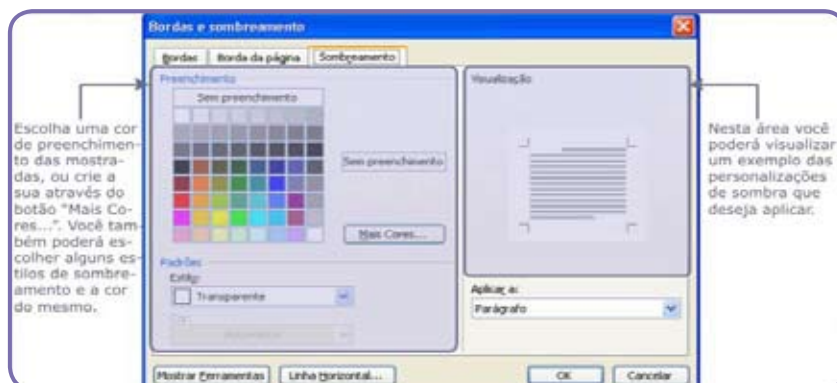 Bordas e sombreamento
Bordas
Borda da página
Sombreamento
Preenchimento
Sem preenchimento
Sem preenchimento
Mais Cores...
Padrões
Estilo:
Transparente
Visualização
Aplicar a:
Parágrafo
Mostrar Ferramentas
Linha Horizontal...
OK
Cancelar
Escolha uma cor
de preenchimen-
to das mostra-
das, ou crie a
sua através do
botão "Mais Co-
res...". Você tam-
bém poderá es-
colher alguns es-
tilos de sombre-
amento e a cor
do mesmo.
Nesta área você
poderá visualizar
um exemplo das
personalizações
de sombra que
deseja aplicar.